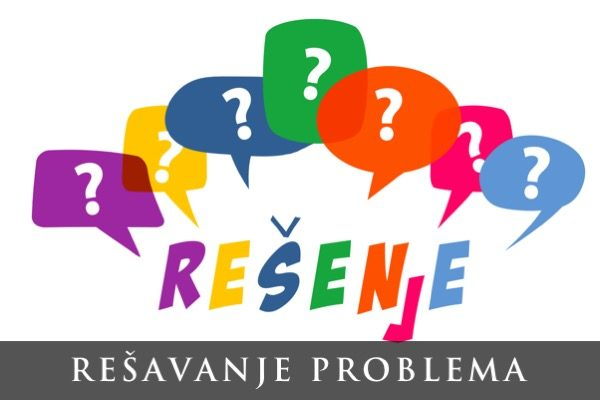 ? ? ? ? ? ? ?
REŠENJE
REŠAVANJE PROBLEMA